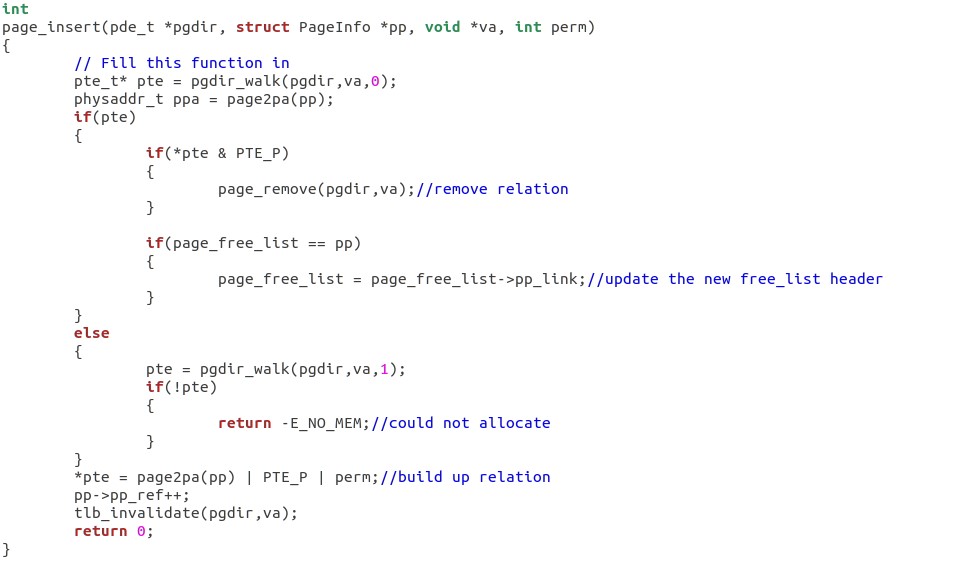 int
page_insert(pde_t *pgdir, struct PageInfo *pp, void *va, int perm)
{
        // Fill this function in
        pte_t* pte = pgdir_walk(pgdir,va,0);
        physaddr_t ppa = page2pa(pp);
        if(pte)
        {
                if(*pte & PTE_P)
                {
                        page_remove(pgdir,va);//remove relation
                }

                if(page_free_list == pp)
                {
                        page_free_list = page_free_list->pp_link;//update the new free_list header
                }
        }
        else
        {
                pte = pgdir_walk(pgdir,va,1);
                if(!pte)
                {
                        return -E_NO_MEM;//could not allocate
                }
        }
        *pte = page2pa(pp) | PTE_P | perm;//build up relation
        pp->pp_ref++;
        tlb_invalidate(pgdir,va);
        return 0;
}